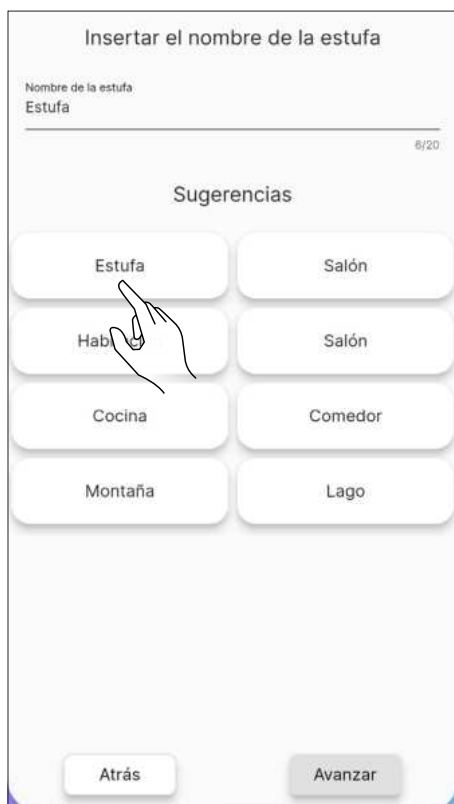 Insertar el nombre de la estufa
Nombre de la estufa
Estufa
6/20
Sugerencias
Estufa
Salón
Salón
Cocina
Comedor
Montaña
Lago
Atrás
Avanzar